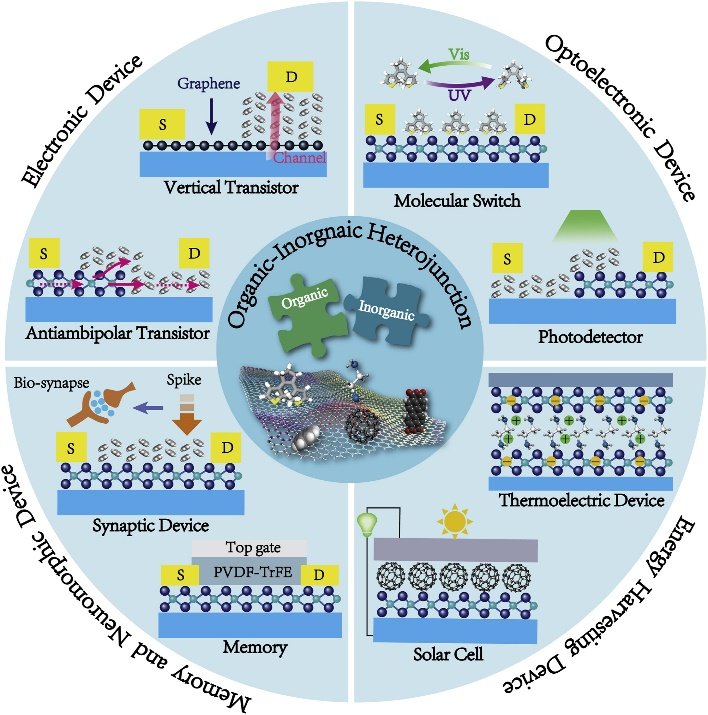 Electronic Device
Graphene
S
D
Channel
Vertical Transistor
S
D
Antiambipolar Transistor
Optoelectronic Device
Vis
UV
S
D
Molecular Switch
S
D
Photodetector
Organic-Inorgnaic Heterojunction
Organic
Inorganic
Memory and Neuromorphic Device
Bio-synapse
Spike
S
D
Synaptic Device
Top gate
S
PVDF-TrFE
D
Memory
Energy Harvesting Device
Thermoelectric Device
Solar Cell